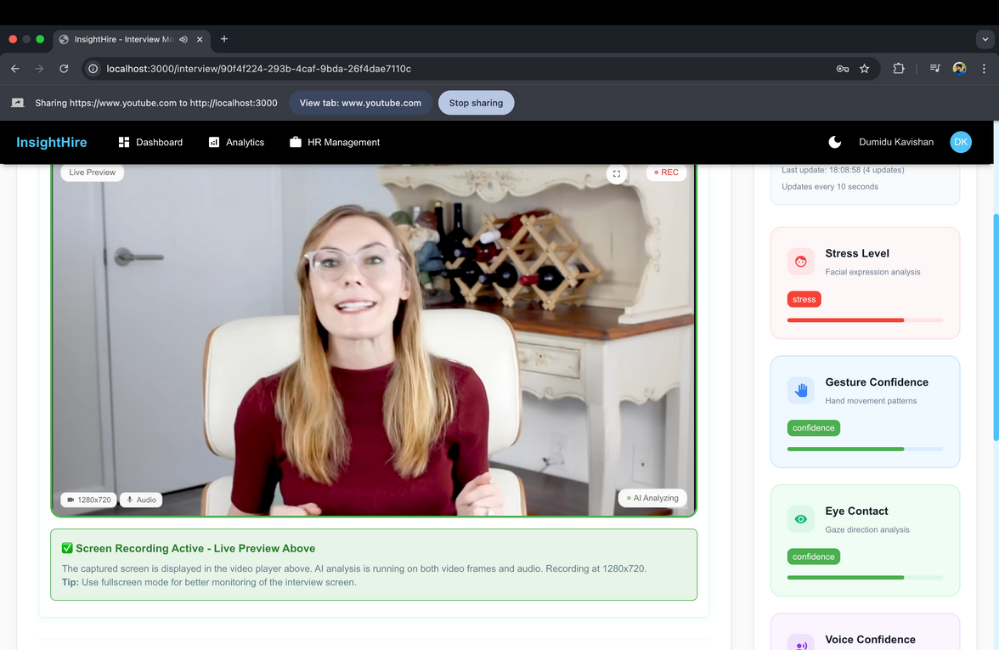 InsightHire - Interview Mo
localhost:3000/interview/90f4f224-293b-4caf-9bda-26f4dae7110c
Sharing https://www.youtube.com to http://localhost:3000
View tab: www.youtube.com
Stop sharing
InsightHire
Dashboard
Analytics
HR Management
Dumidu Kavishan
DK
Live Preview
REC
1280x720
Audio
AI Analyzing
✅ Screen Recording Active - Live Preview Above
The captured screen is displayed in the video player above. AI analysis is running on both video frames and audio. Recording at 1280x720.
Tip: Use fullscreen mode for better monitoring of the interview screen.
Last update: 18:08:58 (4 updates)
Updates every 10 seconds
Stress Level
Facial expression analysis
stress
Gesture Confidence
Hand movement patterns
confidence
Eye Contact
Gaze direction analysis
confidence
Voice Confidence